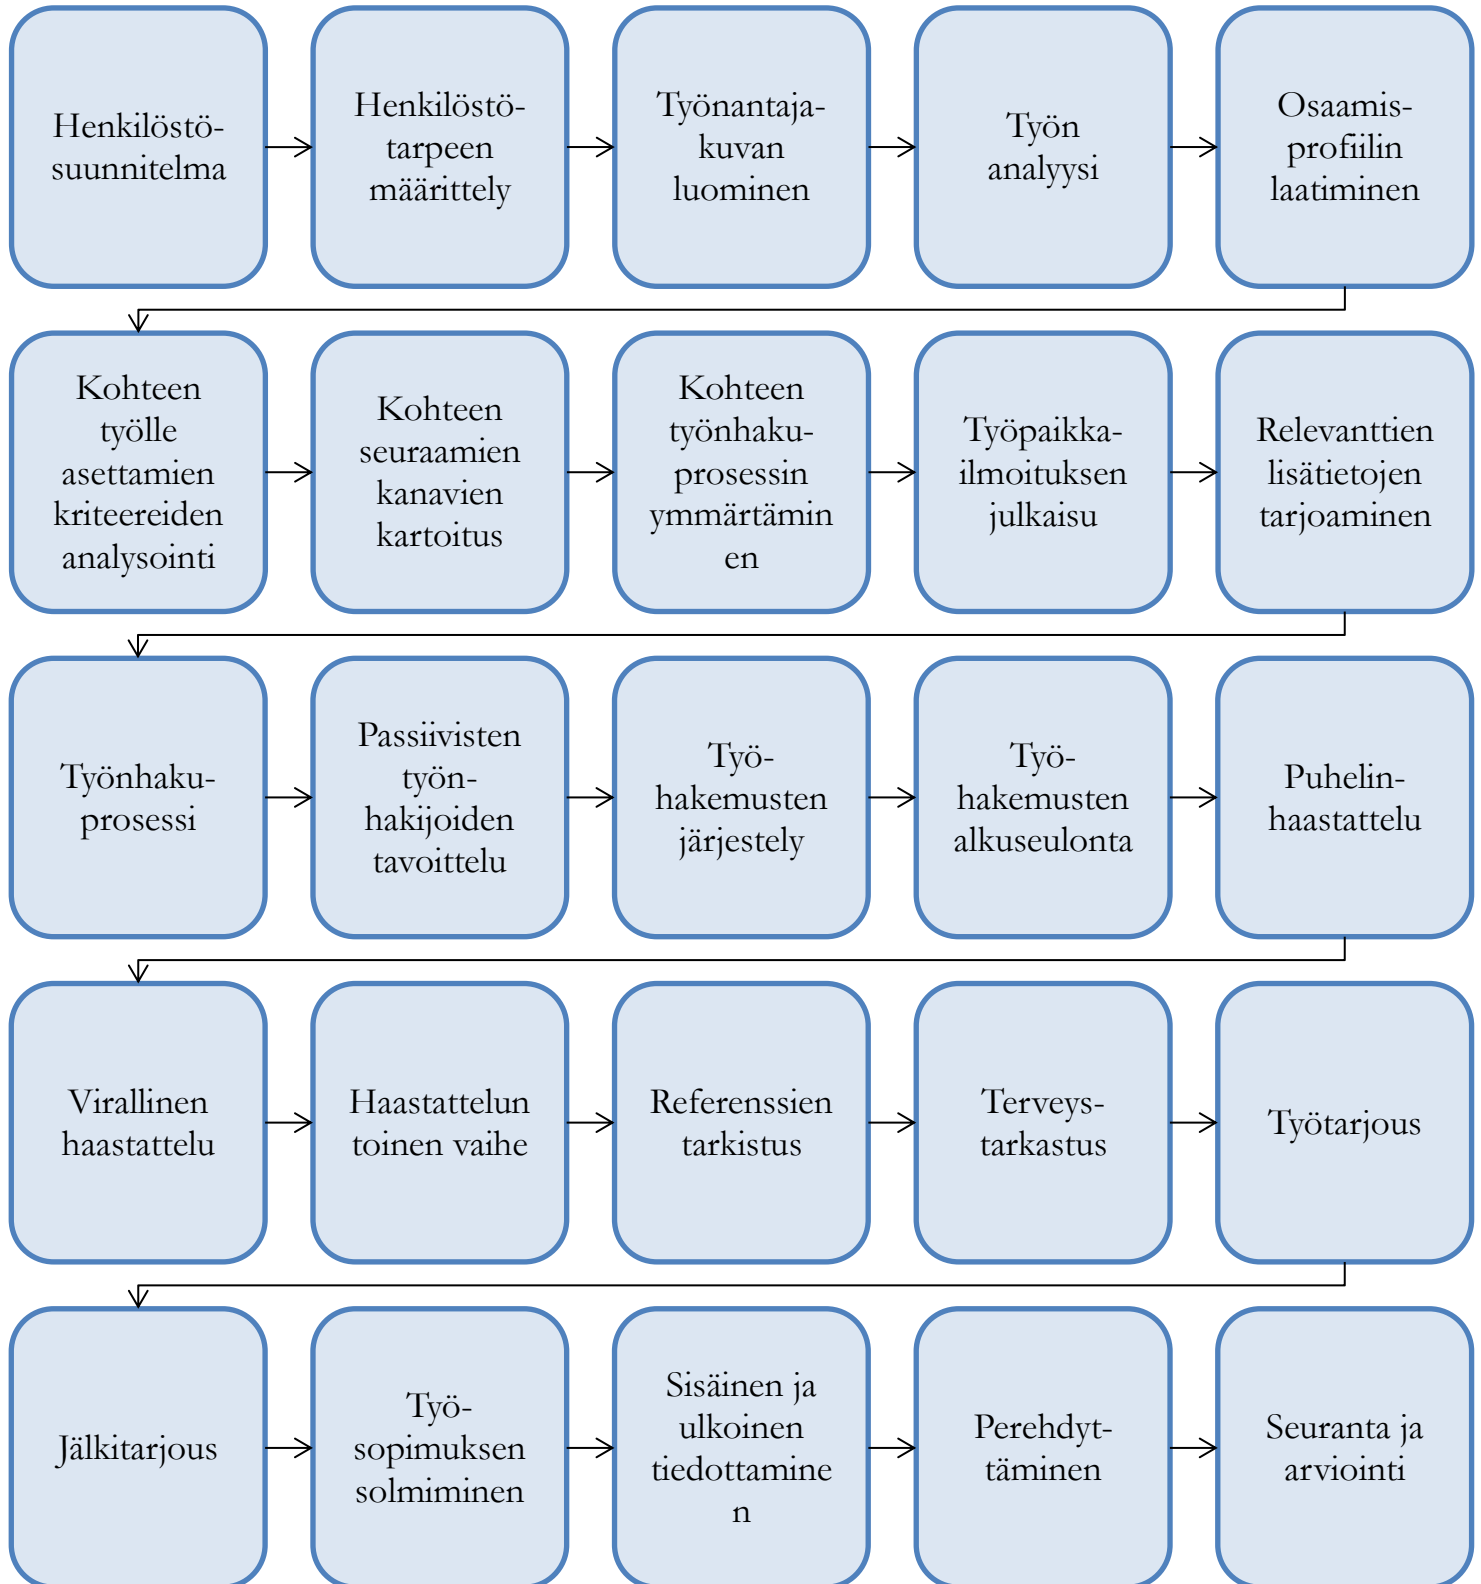 Henkilöstö-
suunnitelma
Henkilöstö-
tarpeen
määrittely
Työnantaja-
kuvan
luominen
Työn
analyysi
Osaamis-
profiilin
laatiminen
Kohteen
työlle
asettamien
kriteereiden
analysointi
Kohteen
seuraamien
kanavien
kartoitus
Kohteen
työnhaku-
prosessin
ymmärtämin
en
Työpaikka-
ilmoituksen
julkaisu
Relevanttien
lisätietojen
tarjoaminen
Työnhaku-
prosessi
Passiivisten
työn-
hakijoiden
tavoittelu
Työ-
hakemusten
järjestely
Työ-
hakemusten
alkuseulonta
Puhelin-
haastattelu
Virallinen
haastattelu
Haastattelun
toinen vaihe
Referenssien
tarkistus
Terveys-
tarkastus
Työtarjous
Jälkitarjous
Työ-
sopimuksen
solmiminen
Sisäinen ja
ulkoinen
tiedottamine
n
Perehdyt-
täminen
Seuranta ja
arviointi